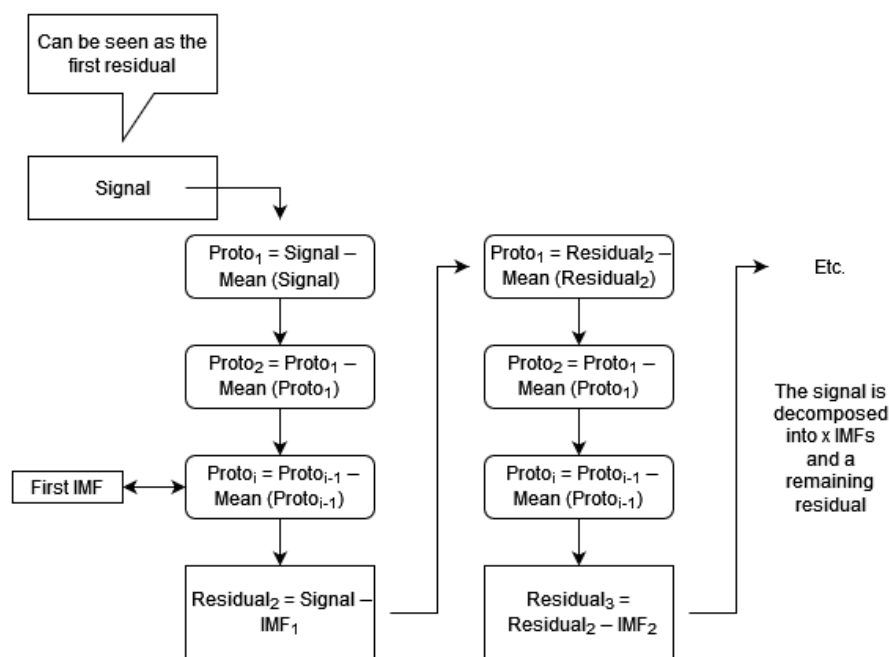 Can be seen as the
first residual
Signal
Proto₁ = Signal –
Mean (Signal)
Proto₂ = Proto₁ –
Mean (Proto₁)
First IMF
Protoᵢ = Protoᵢ₋₁ –
Mean (Protoᵢ₋₁)
Residual₂ = Signal –
IMF₁
Proto₁ = Residual₂ –
Mean (Residual₂)
Proto₂ = Proto₁ –
Mean (Proto₁)
Protoᵢ = Protoᵢ₋₁ –
Mean (Protoᵢ₋₁)
Residual₃ =
Residual₂ – IMF₂
Etc.
The signal is
decomposed
into x IMFs
and a
remaining
residual